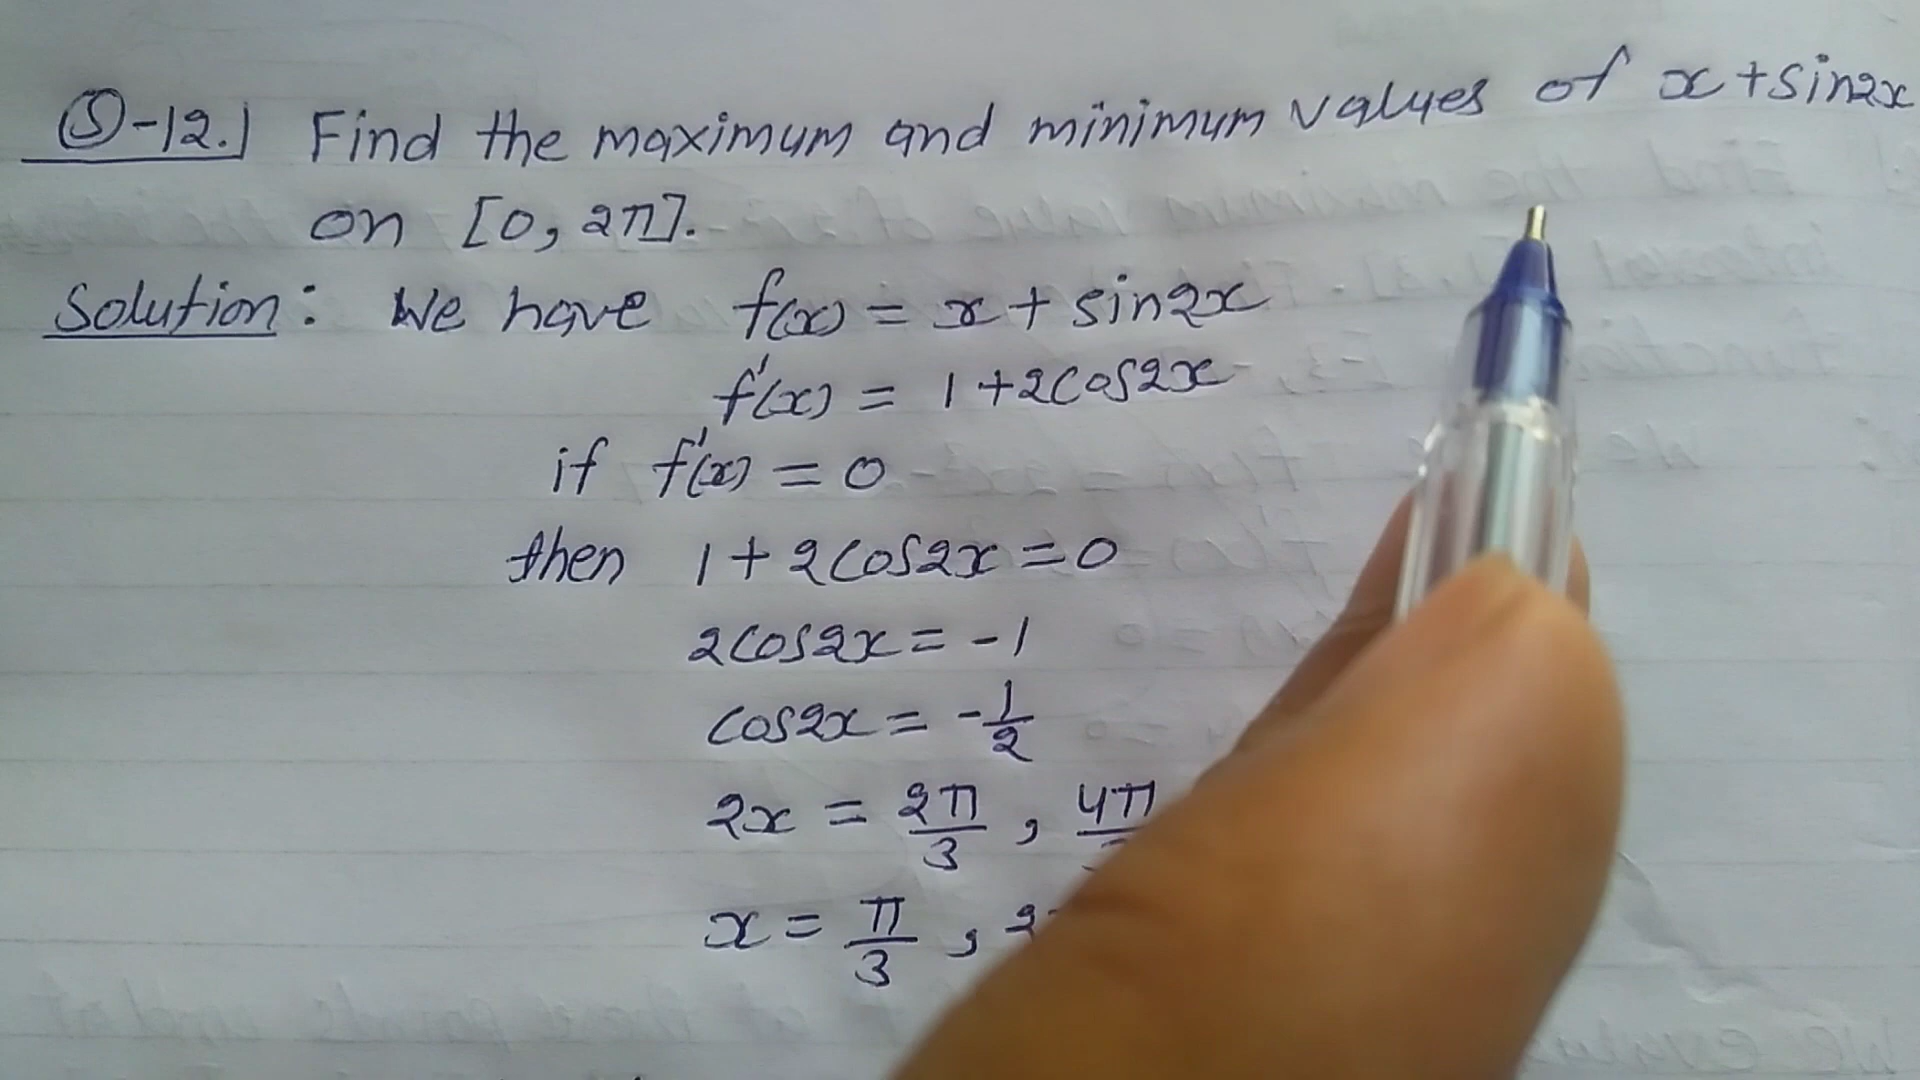 Q-12. Find the maximum and minimum values of x + sin2x
on [0, 2π].
Solution: We have f(x) = x + sin2x
f'(x) = 1 + 2cos2x
if f'(x) = 0
then 1 + 2cos2x = 0
2cos2x = -1
cos2x = -1/2
2x = 2π/3, 4π
x = π/3, 2